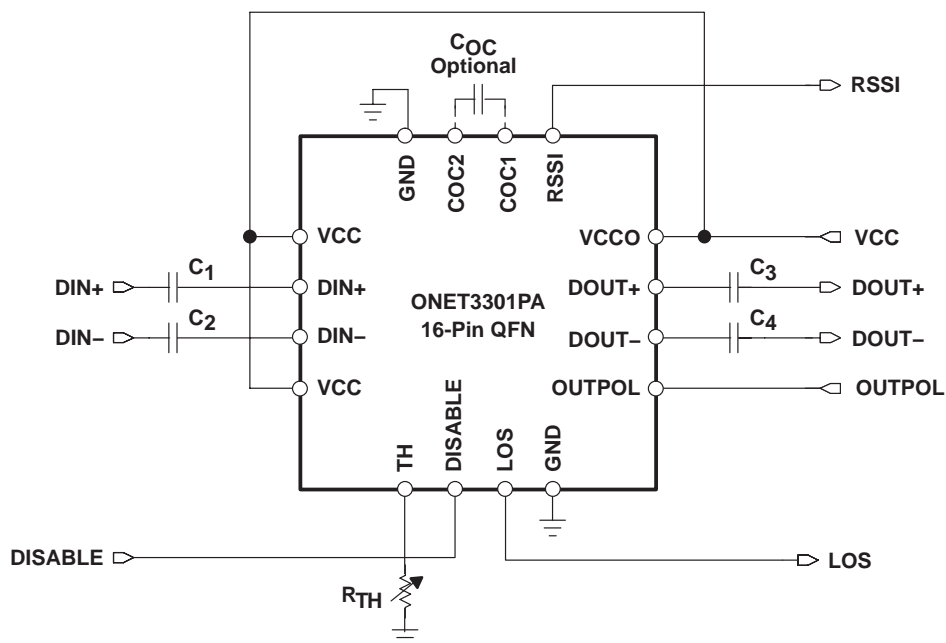 COC
Optional
RSSI
GND
COC2
COC1
RSSI
VCC
VCCO
VCC
DIN+
C1
DIN+
DOUT+
C3
DOUT+
ONET3301PA
16-Pin QFN
DIN–
C2
DIN–
DOUT–
C4
DOUT–
VCC
OUTPOL
OUTPOL
TH
DISABLE
LOS
GND
DISABLE
LOS
RTH